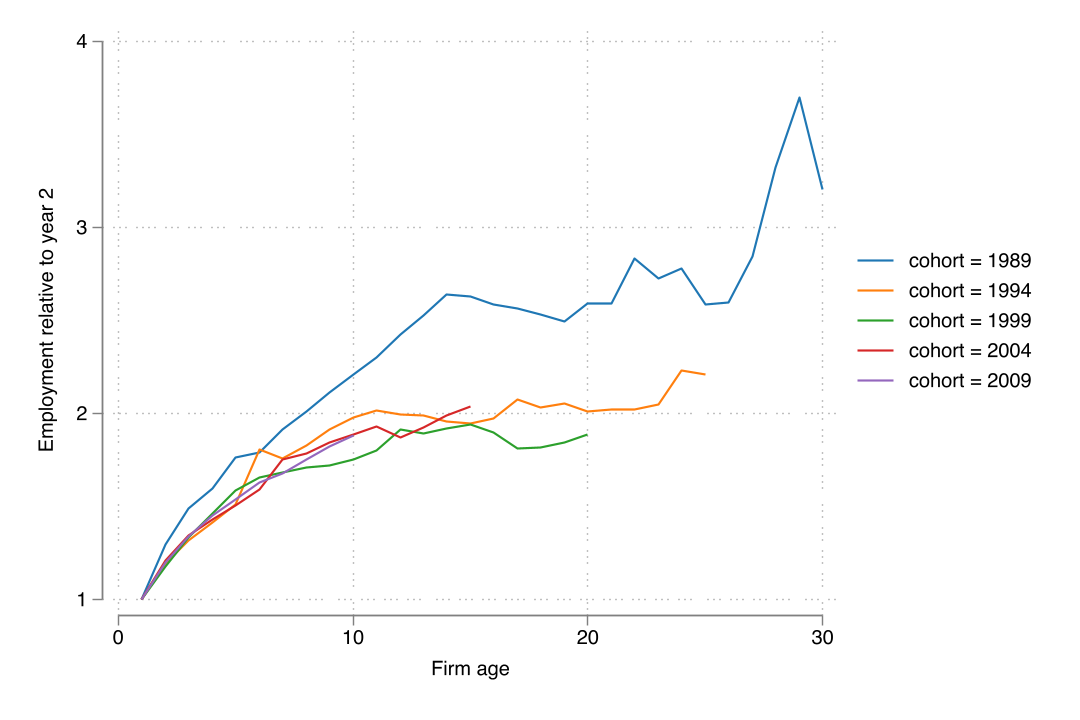 Employment relative to year 2
4
3
2
1
0
10
20
30
Firm age
cohort = 1989
cohort = 1994
cohort = 1999
cohort = 2004
cohort = 2009